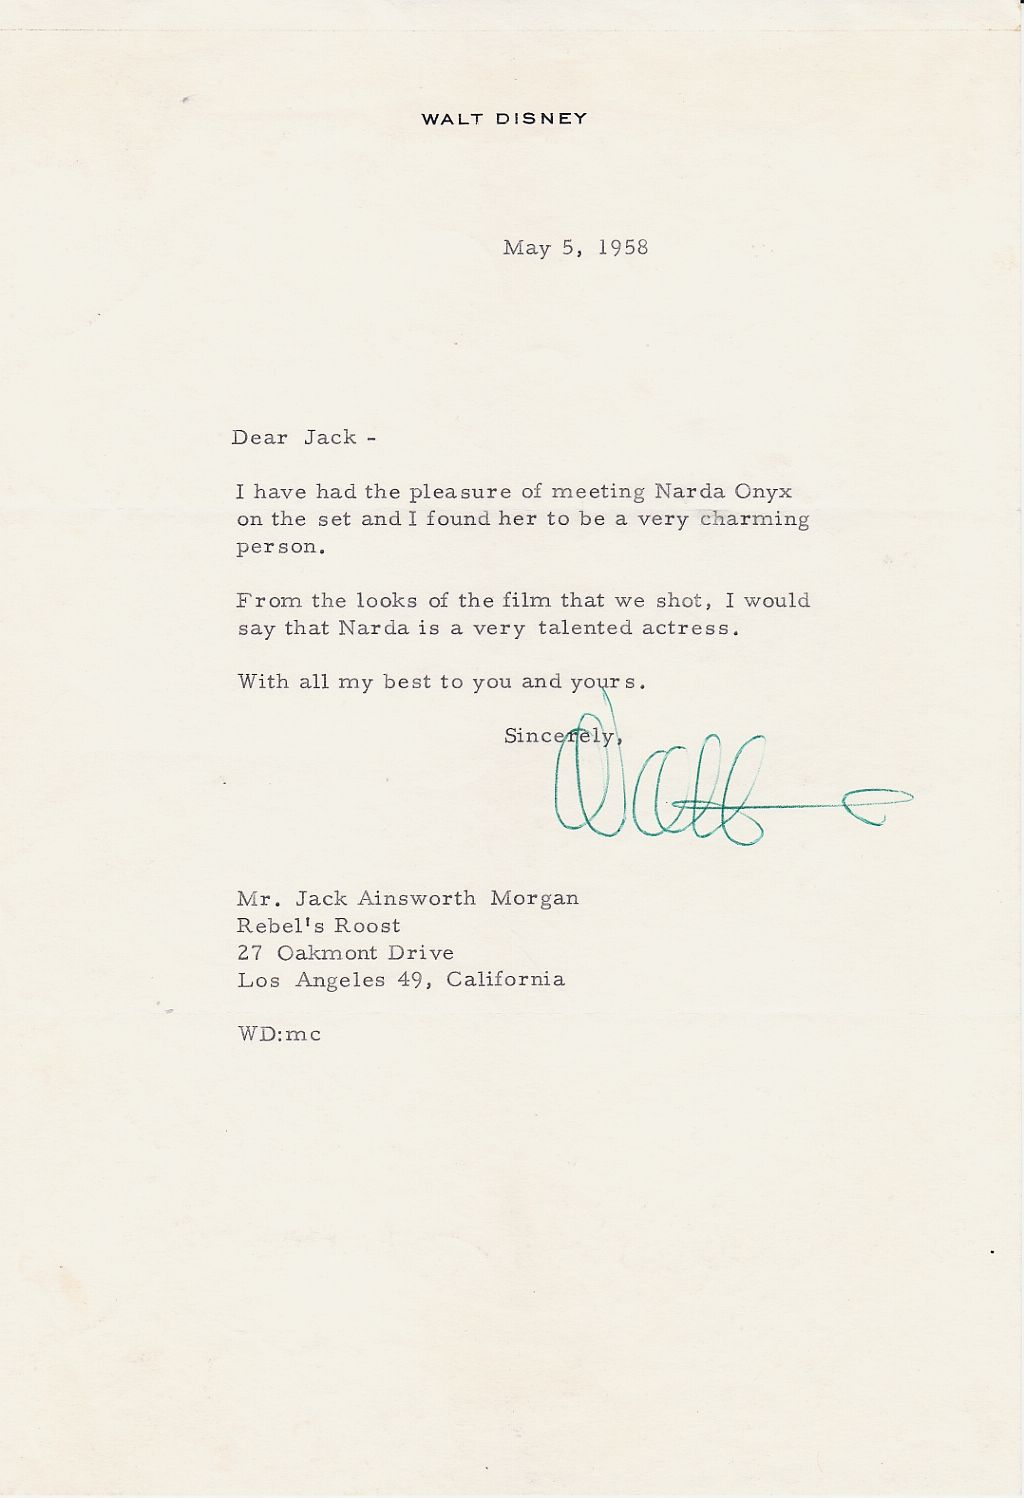 WALT DISNEY
May 5, 1958
Dear Jack -
I have had the pleasure of meeting Narda Onyx
on the set and I found her to be a very charming
person.
From the looks of the film that we shot, I would
say that Narda is a very talented actress.
With all my best to you and yours.
Sincerely,
Walt
Mr. Jack Ainsworth Morgan
Rebel's Roost
27 Oakmont Drive
Los Angeles 49, California
WD:mc